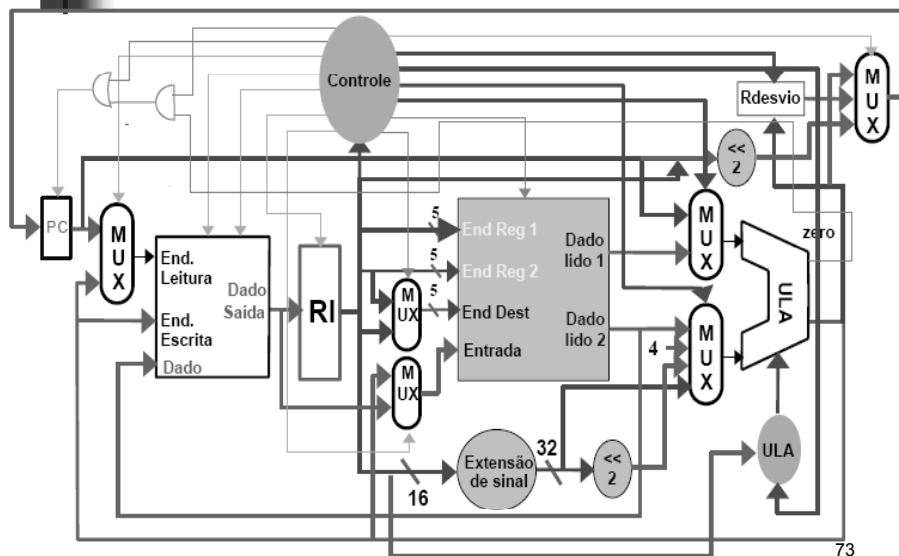 Controle
M
U
X
Rdesvio
<<
2
PC
M
U
X
End.
Leitura
Dado
Saída
End.
Escrita
Dado
RI
5
5
5
M
UX
M
UX
End Reg 1
End Reg 2
End Dest
Entrada
Dado
lido 1
Dado
lido 2
M
U
X
4
M
U
X
ULA
zero
ULA
16
Extensão
de sinal
32
<<
2
73